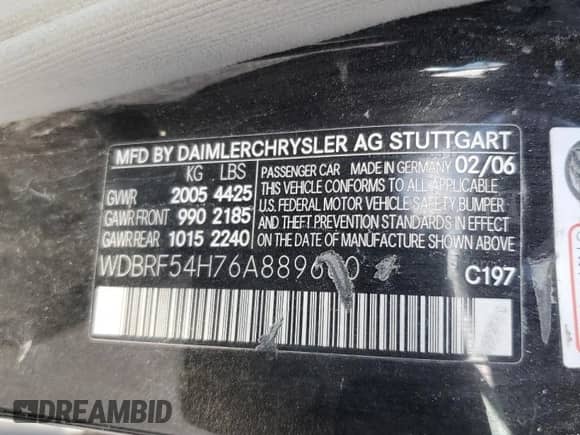 MFD BY DAIMLERCHRYSLER AG STUTTGART
KG LBS
GVWR 2005 4425
GAWR FRONT 990 2185
GAWR REAR 1015 2240
PASSENGER CAR MADE IN GERMANY 02/06
THIS VEHICLE CONFORMS TO ALL APPLICABLE
U.S. FEDERAL MOTOR VEHICLE SAFETY, BUMPER
AND THEFT PREVENTION STANDARDS IN EFFECT
ON THE DATE OF MANUFACTURE SHOWN ABOVE
C197
DREAMBID